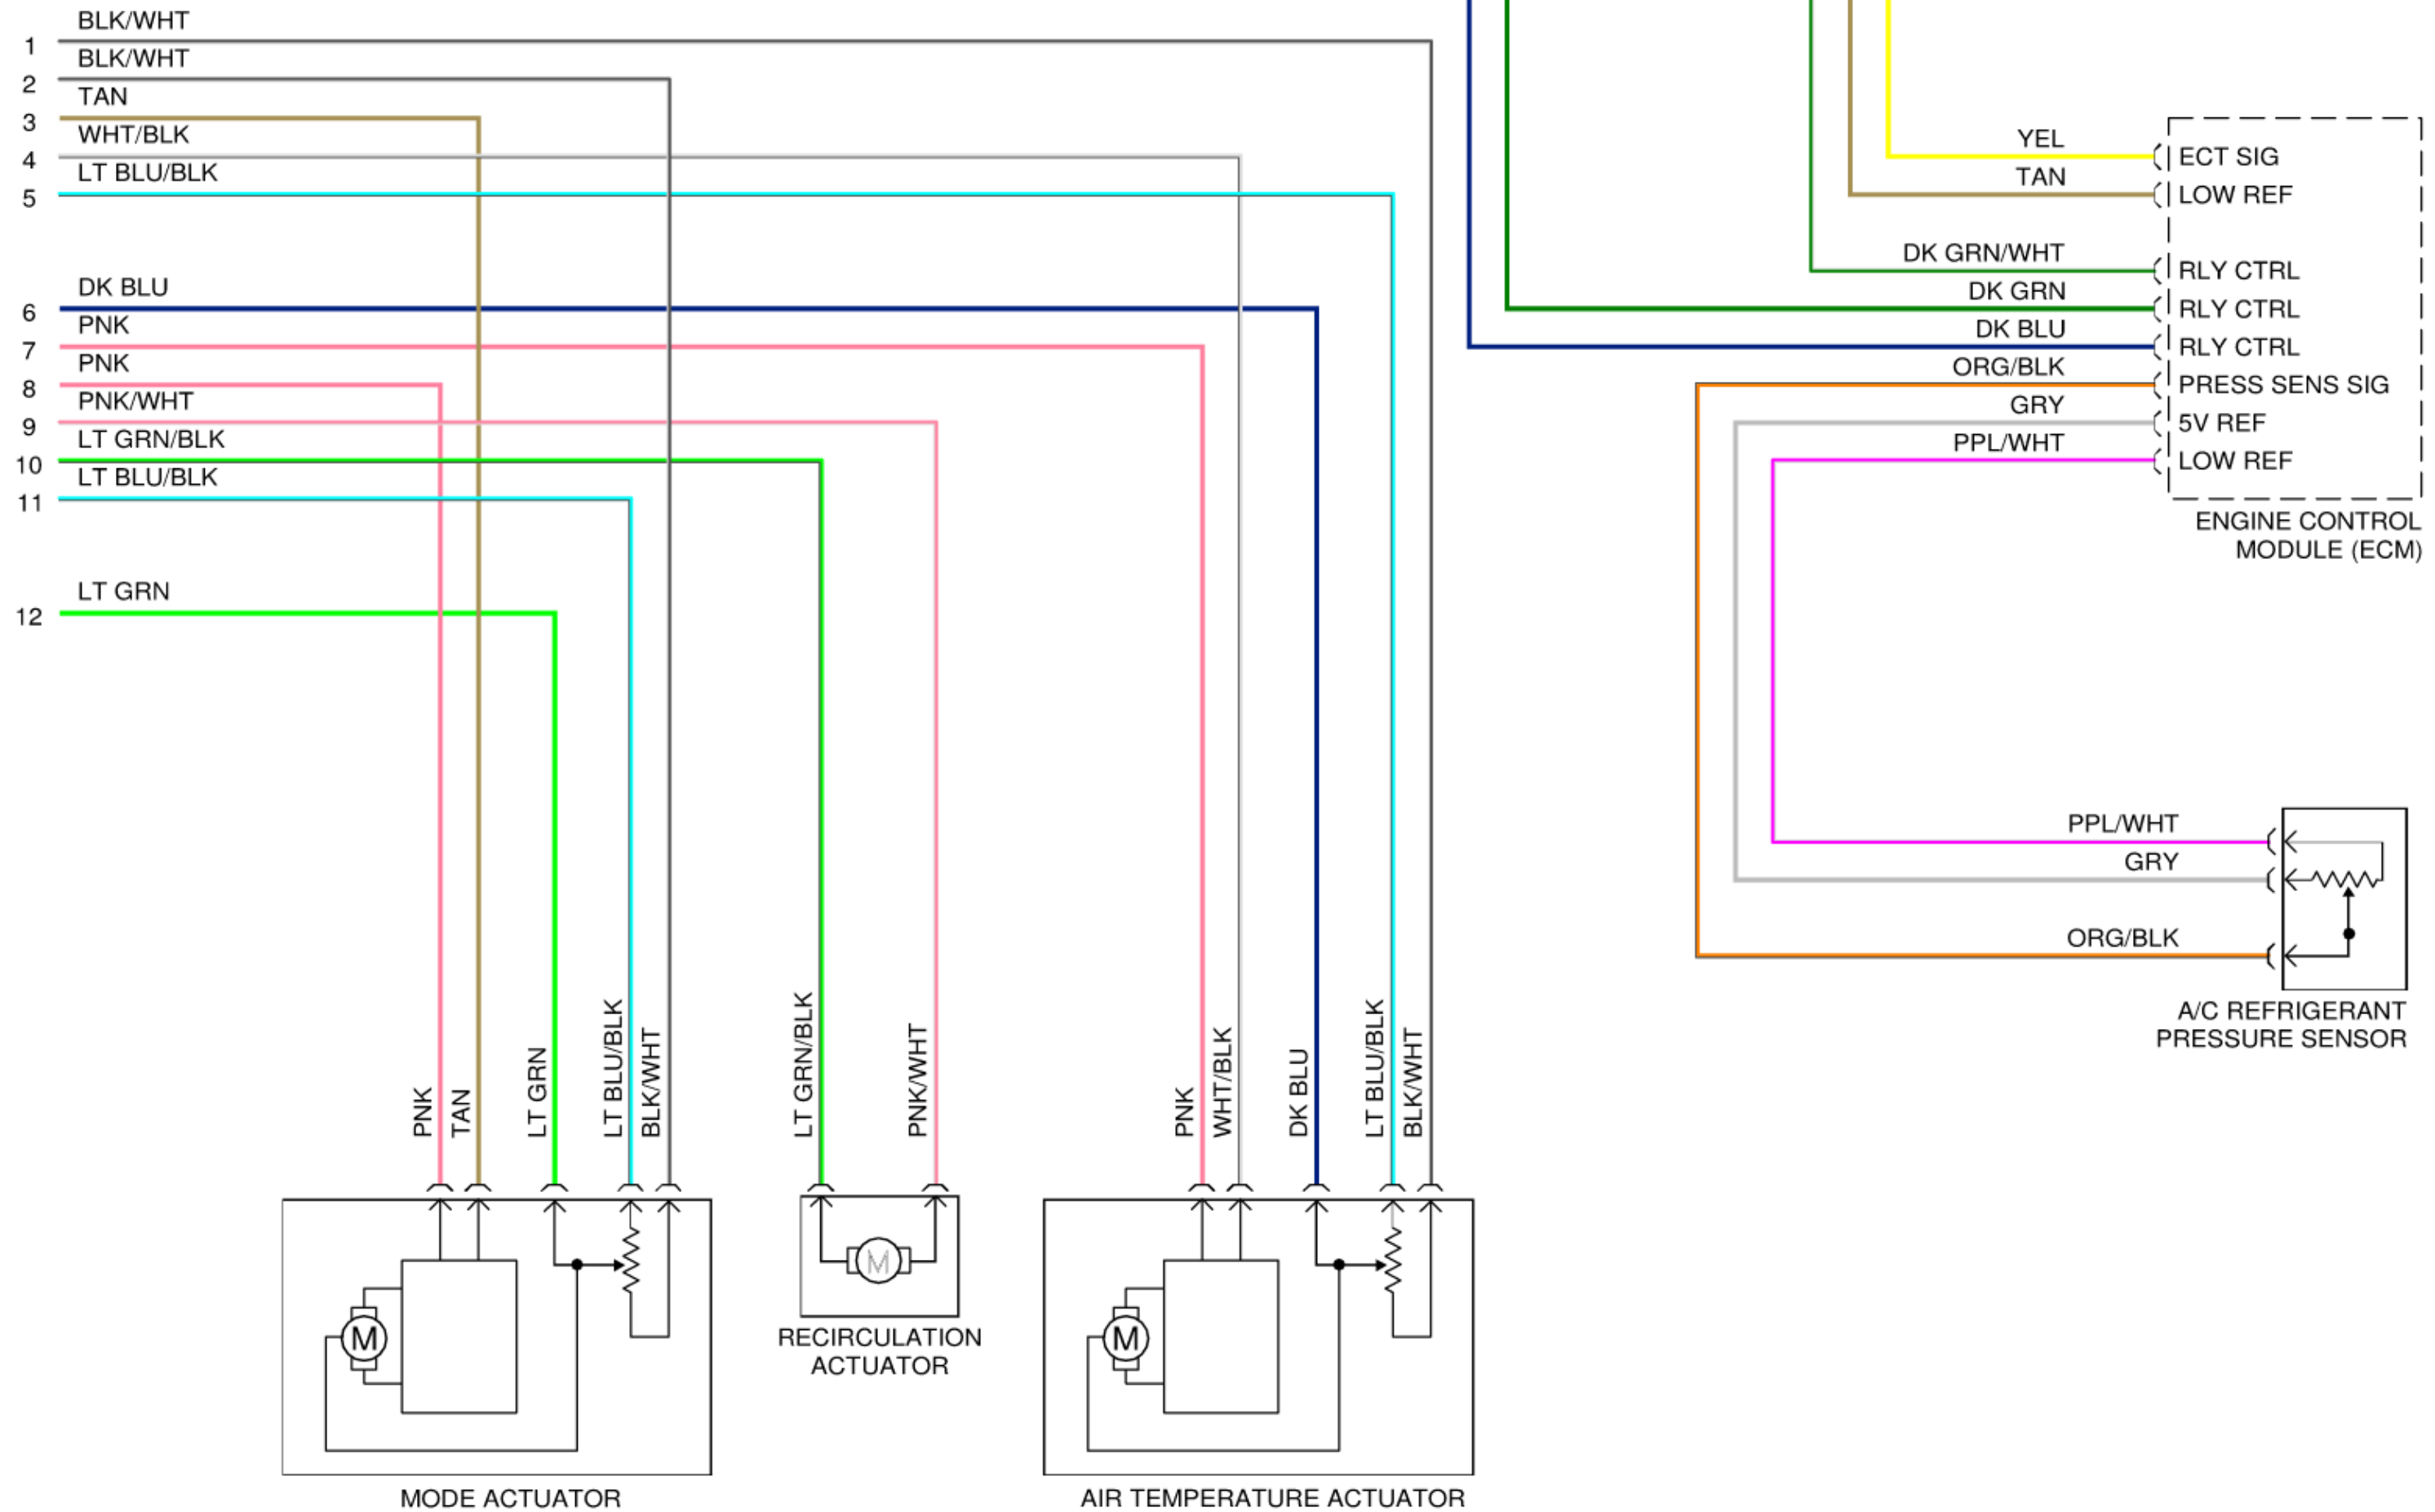 BLK/WHT
1
BLK/WHT
2
TAN
3
WHT/BLK
4
LT BLU/BLK
5
DK BLU
6
PNK
7
PNK
8
PNK/WHT
9
LT GRN/BLK
10
LT BLU/BLK
11
LT GRN
12
YEL
ECT SIG
TAN
LOW REF
DK GRN/WHT
RLY CTRL
DK GRN
RLY CTRL
DK BLU
RLY CTRL
ORG/BLK
PRESS SENS SIG
GRY
5V REF
PPL/WHT
LOW REF
ENGINE CONTROL
MODULE (ECM)
PPL/WHT
GRY
ORG/BLK
A/C REFRIGERANT
PRESSURE SENSOR
PNK
TAN
LT GRN
LT BLU/BLK
BLK/WHT
LT GRN/BLK
PNK/WHT
PNK
WHT/BLK
DK BLU
LT BLU/BLK
BLK/WHT
M
MODE ACTUATOR
M
RECIRCULATION
ACTUATOR
M
AIR TEMPERATURE ACTUATOR